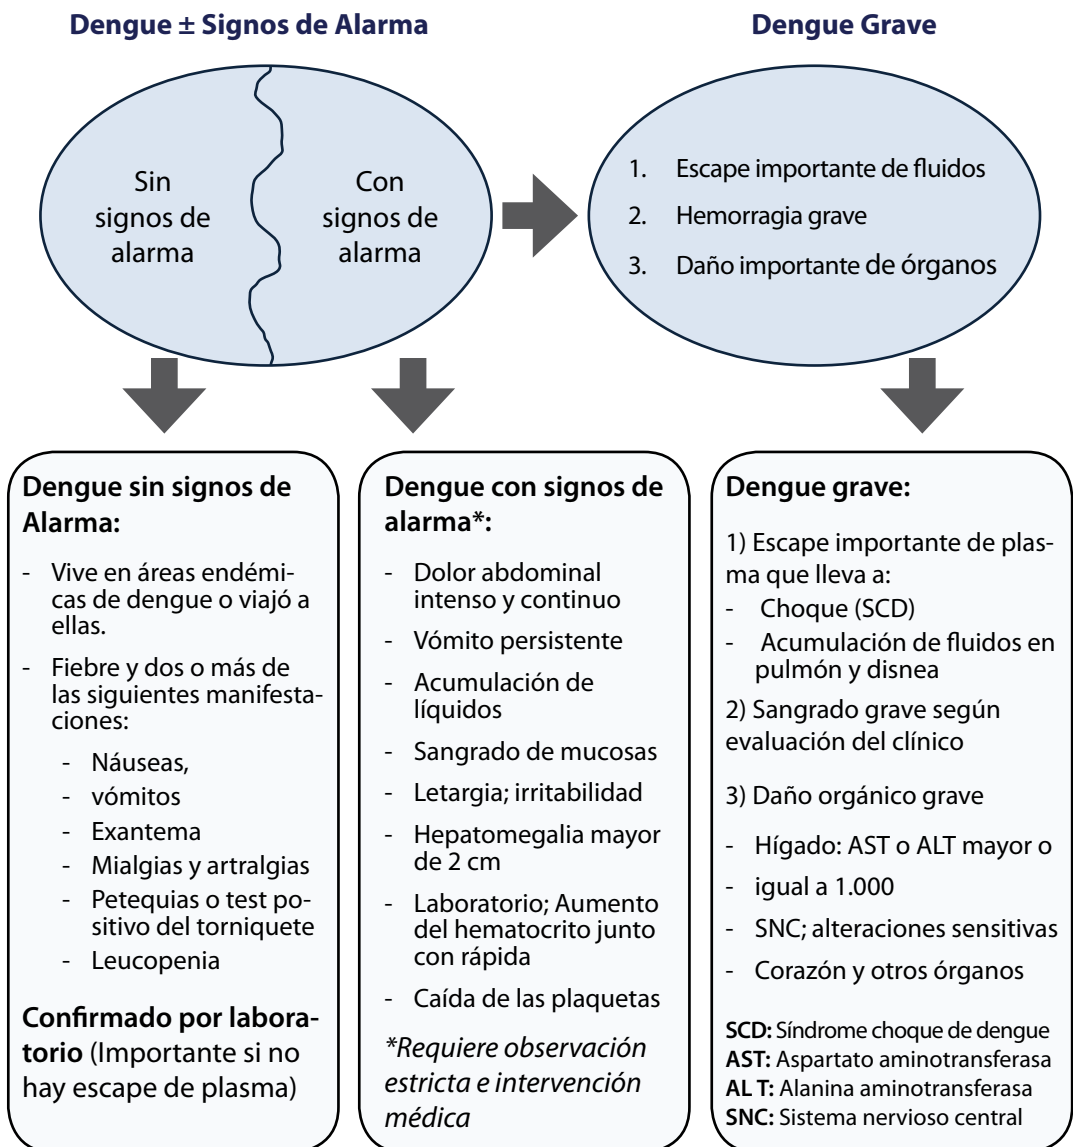 Dengue ± Signos de Alarma
Dengue Grave
Sin
signos de
alarma
Con
signos de
alarma
1. Escape importante de fluidos
2. Hemorragia grave
3. Daño importante de órganos
Dengue sin signos de
Alarma:
- Vive en áreas endémi-
cas de dengue o viajó a
ellas.
- Fiebre y dos o más de
las siguientes manifesta-
ciones:
- Náuseas,
- vómitos
- Exantema
- Mialgias y artralgias
- Petequias o test po-
sitivo del torniquete
- Leucopenia
Confirmado por labora-
torio (Importante si no
hay escape de plasma)
Dengue con signos de
alarma*:
- Dolor abdominal
intenso y continuo
- Vómito persistente
- Acumulación de
líquidos
- Sangrado de mucosas
- Letargia; irritabilidad
- Hepatomegalia mayor
de 2 cm
- Laboratorio; Aumento
del hematocrito junto
con rápida
- Caída de las plaquetas
*Requiere observación
estricta e intervención
médica
Dengue grave:
1) Escape importante de plas-
ma que lleva a:
- Choque (SCD)
- Acumulación de fluidos en
pulmón y disnea
2) Sangrado grave según
evaluación del clínico
3) Daño orgánico grave
- Hígado: AST o ALT mayor o
- igual a 1.000
- SNC; alteraciones sensitivas
- Corazón y otros órganos
SCD: Síndrome choque de dengue
AST: Aspartato aminotransferasa
AL T: Alanina aminotransferasa
SNC: Sistema nervioso central